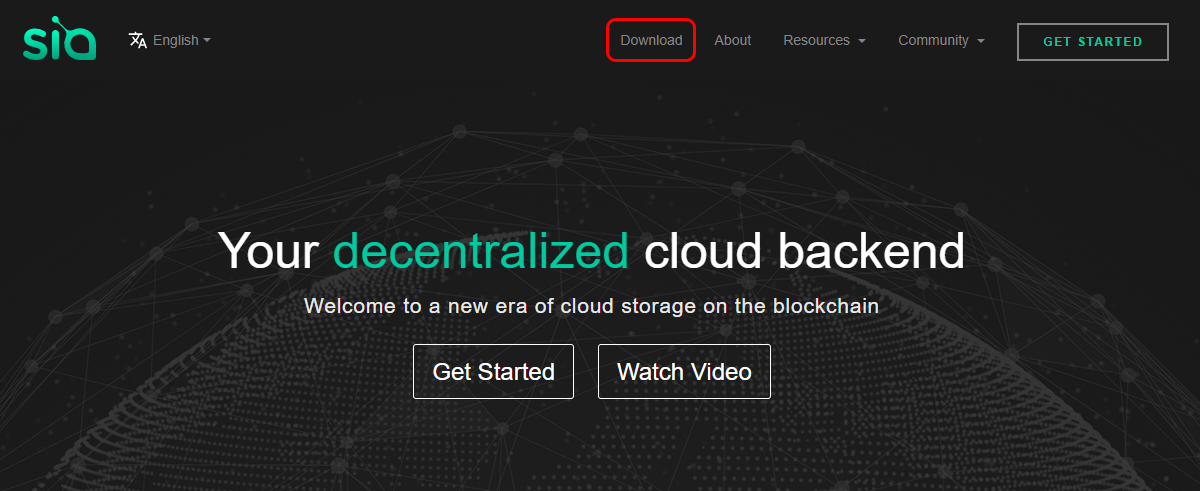 sia
English
Download
About
Resources
Community
GET STARTED
Your decentralized cloud backend
Welcome to a new era of cloud storage on the blockchain
Get Started
Watch Video